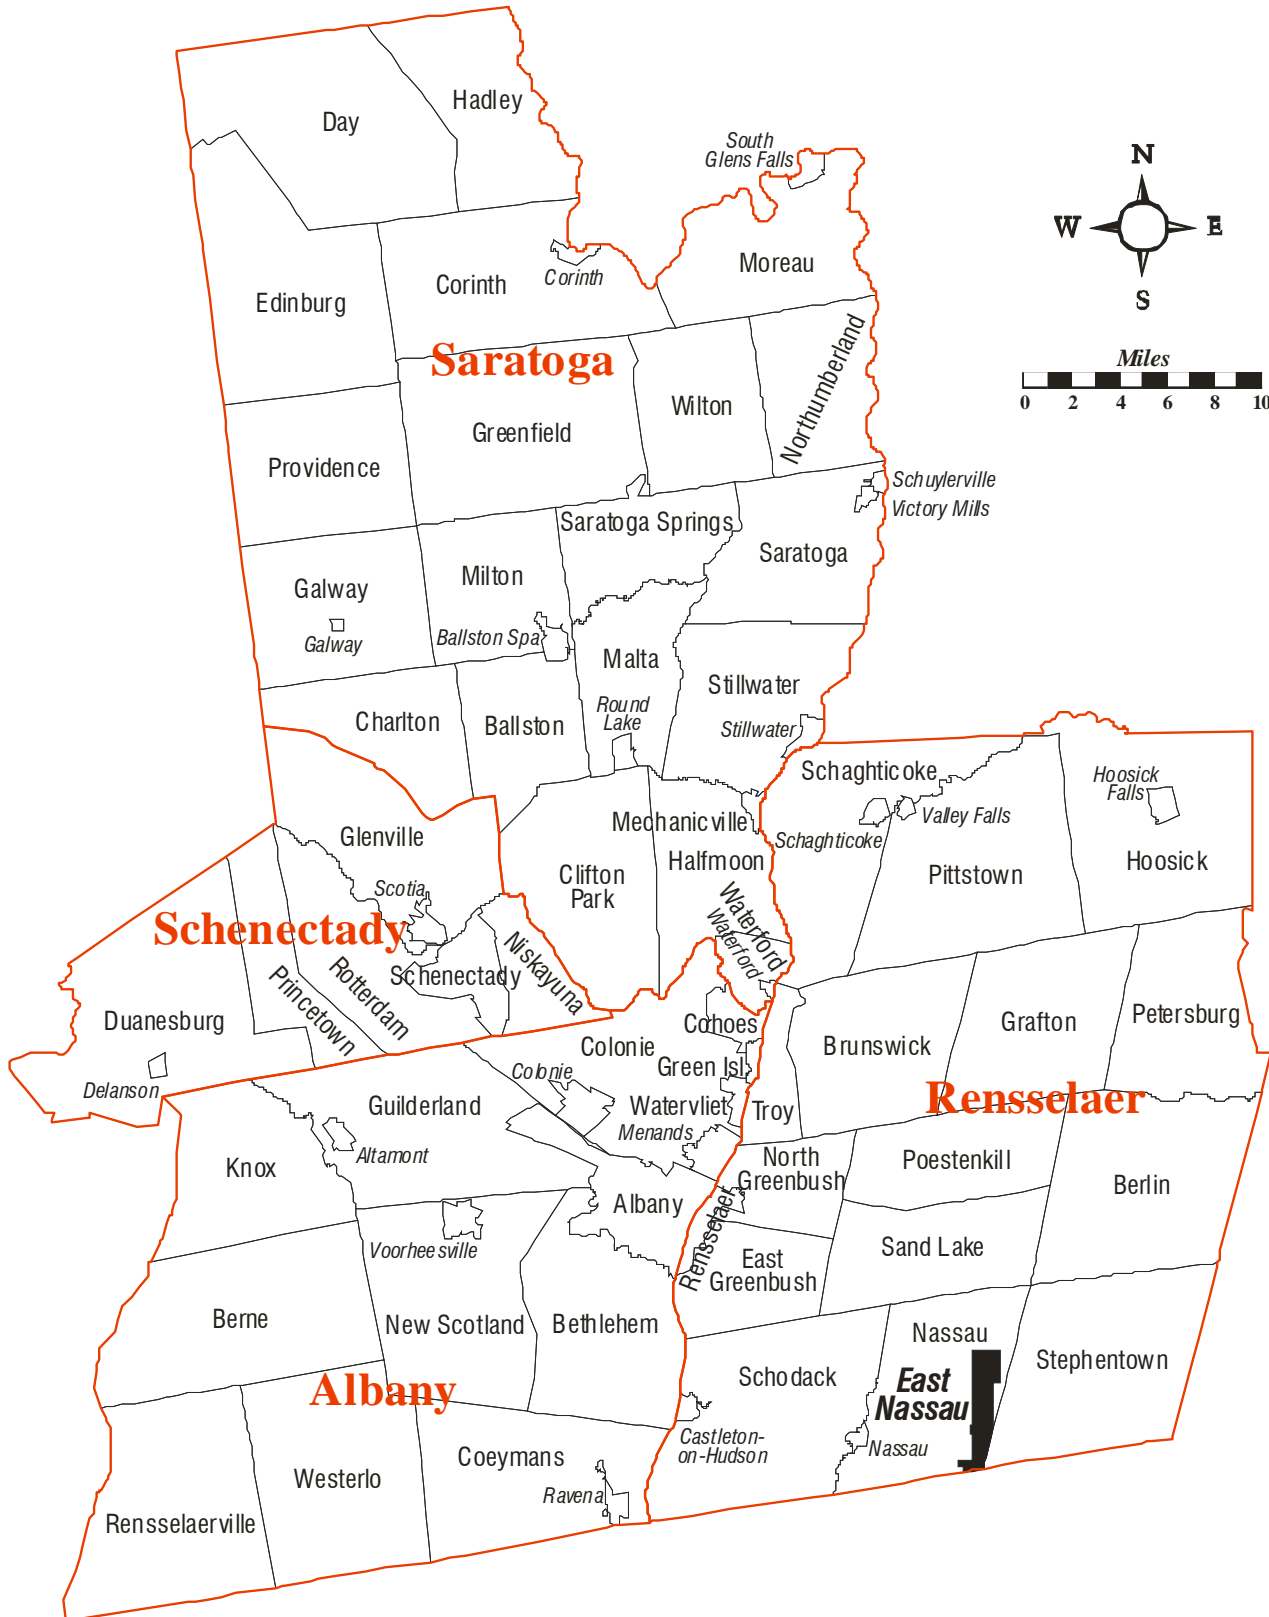 Hadley
Day
South
Glens Falls
N
W
E
S
Moreau
Corinth
Corinth
Edinburg
Northumberland
Saratoga
Miles
0 2 4 6 8 10
Wilton
Greenfield
Providence
Schuylerville
Victory Mills
Saratoga Springs
Saratoga
Milton
Galway
Galway
Ballston Spa
Malta
Stillwater
Round
Lake
Charlton
Ballston
Stillwater
Schaghticoke
Hoosick
Falls
Valley Falls
Mechanicville
Schaghticoke
Glenville
Halfmoon
Hoosick
Clifton
Park
Pittstown
Scotia
Waterford
Waterford
Schenectady
Niskayuna
Schenectady
Rotterdam
Princetown
Duanesburg
Cohoes
Grafton
Petersburg
Colonie
Brunswick
Green Isl.
Colonie
Delanson
Rensselaer
Guilderland
Watervliet
Troy
Menands
Altamont
North
Greenbush
Poestenkill
Knox
Berlin
Albany
Rensselaer
Voorheesville
Sand Lake
East
Greenbush
Berne
New Scotland
Bethlehem
Nassau
Stephentown
Schodack
East
Nassau
Albany
Castleton-
on-Hudson
Nassau
Coeymans
Westerlo
Ravena
Rensselaerville